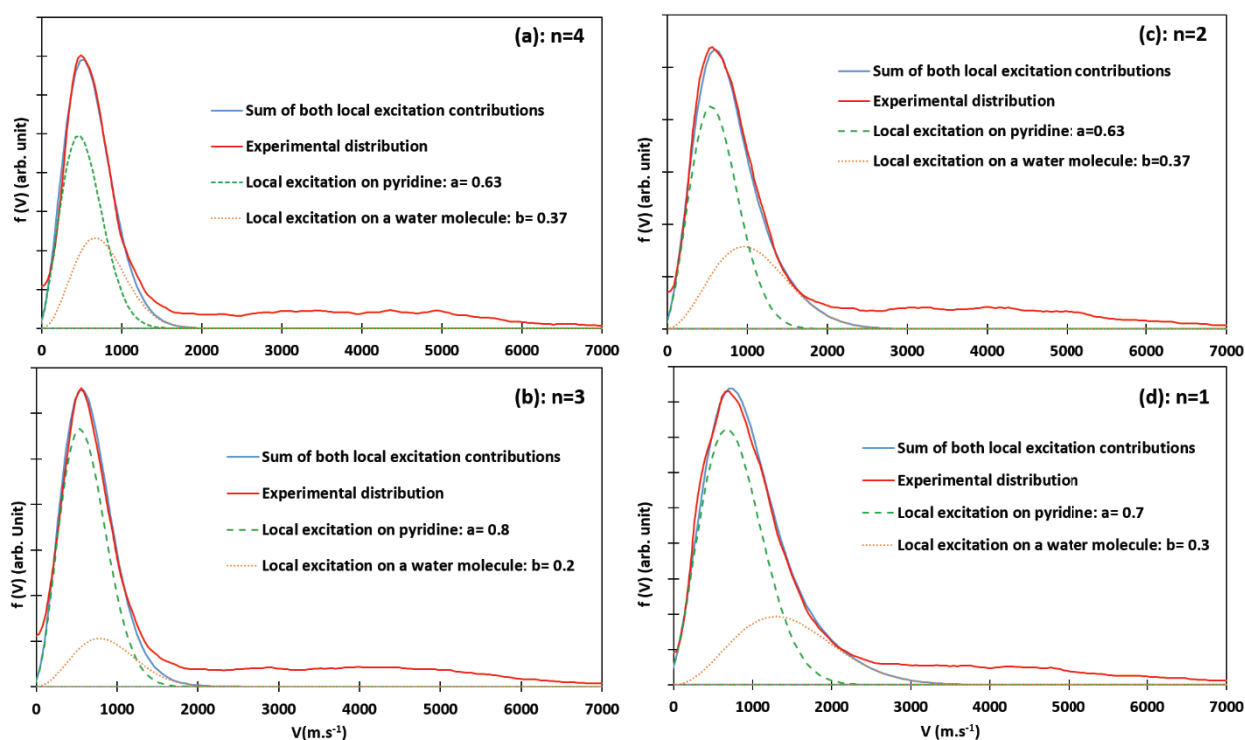 (a): n=4
f (V) (arb. unit)
Sum of both local excitation contributions
Experimental distribution
Local excitation on pyridine: a= 0.63
Local excitation on a water molecule: b= 0.37
0 1000 2000 3000 4000 5000 6000 7000
(c): n=2
f (V) (arb. unit)
Sum of both local excitation contributions
Experimental distribution
Local excitation on pyridine: a=0.63
Local excitation on a water molecule: b=0.37
0 1000 2000 3000 4000 5000 6000 7000
(b): n=3
f (V) (arb. Unit)
Sum of both local excitation contributions
Experimental distribution
Local excitation on pyridine: a= 0.8
Local excitation on a water molecule: b= 0.2
0 1000 2000 3000 4000 5000 6000 7000
V(m.s-1)
(d): n=1
f (V) (arb. unit)
Sum of both local excitation contributions
Experimental distribution
Local excitation on pyridine: a= 0.7
Local excitation on a water molecule: b= 0.3
0 1000 2000 3000 4000 5000 6000 7000
V (m.s-1)